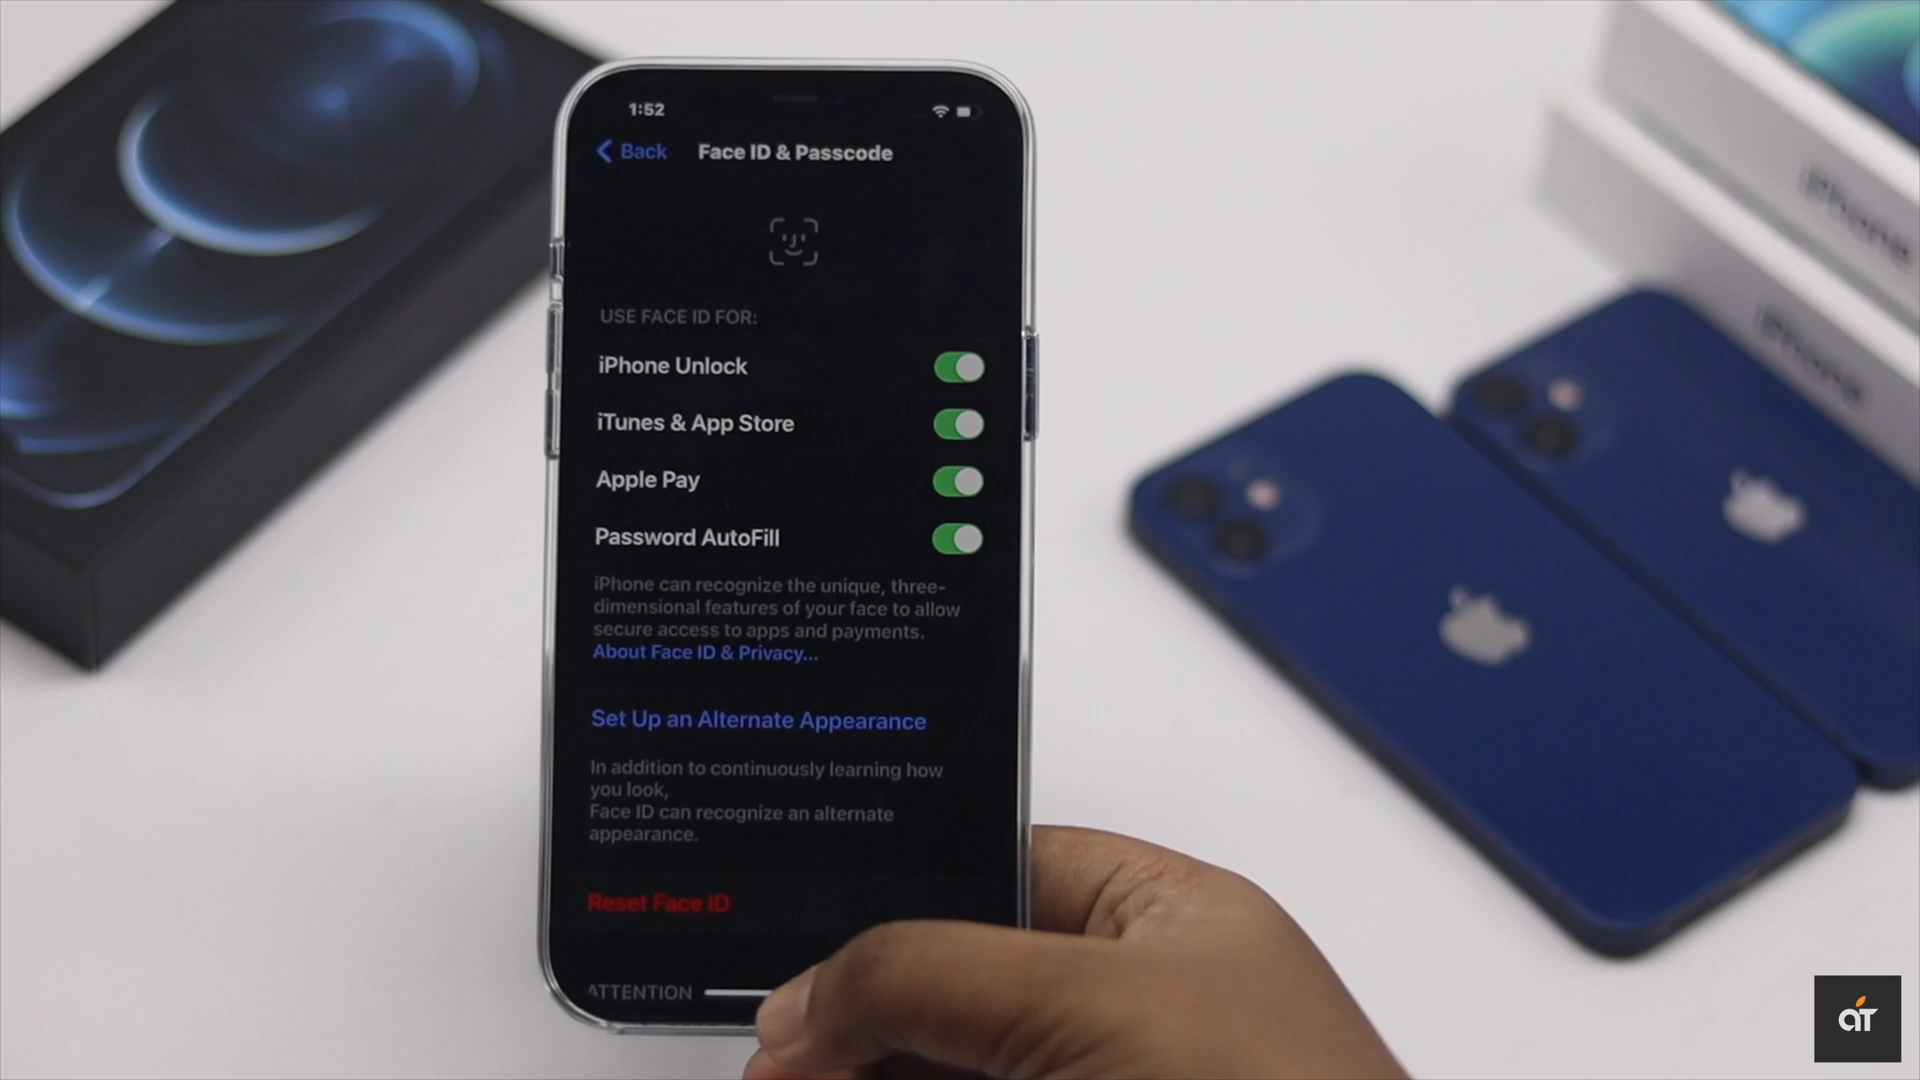 1:52
Back
Face ID & Passcode
USE FACE ID FOR:
iPhone Unlock
iTunes & App Store
Apple Pay
Password AutoFill
iPhone can recognize the unique, three-
dimensional features of your face to allow
secure access to apps and payments.
About Face ID & Privacy...
Set Up an Alternate Appearance
In addition to continuously learning how
you look,
Face ID can recognize an alternate
appearance.
Reset Face ID
ATTENTION
iPhone
iPhone
aT